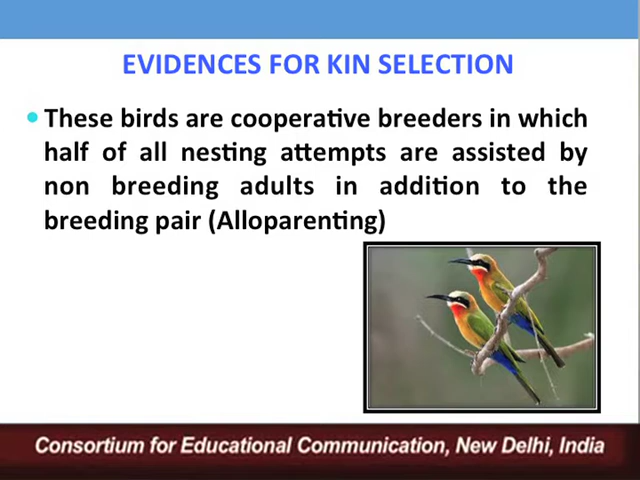 EVIDENCES FOR KIN SELECTION
• These birds are cooperative breeders in which
half of all nesting attempts are assisted by
non breeding adults in addition to the
breeding pair (Alloparenting)
Consortium for Educational Communication, New Delhi, India